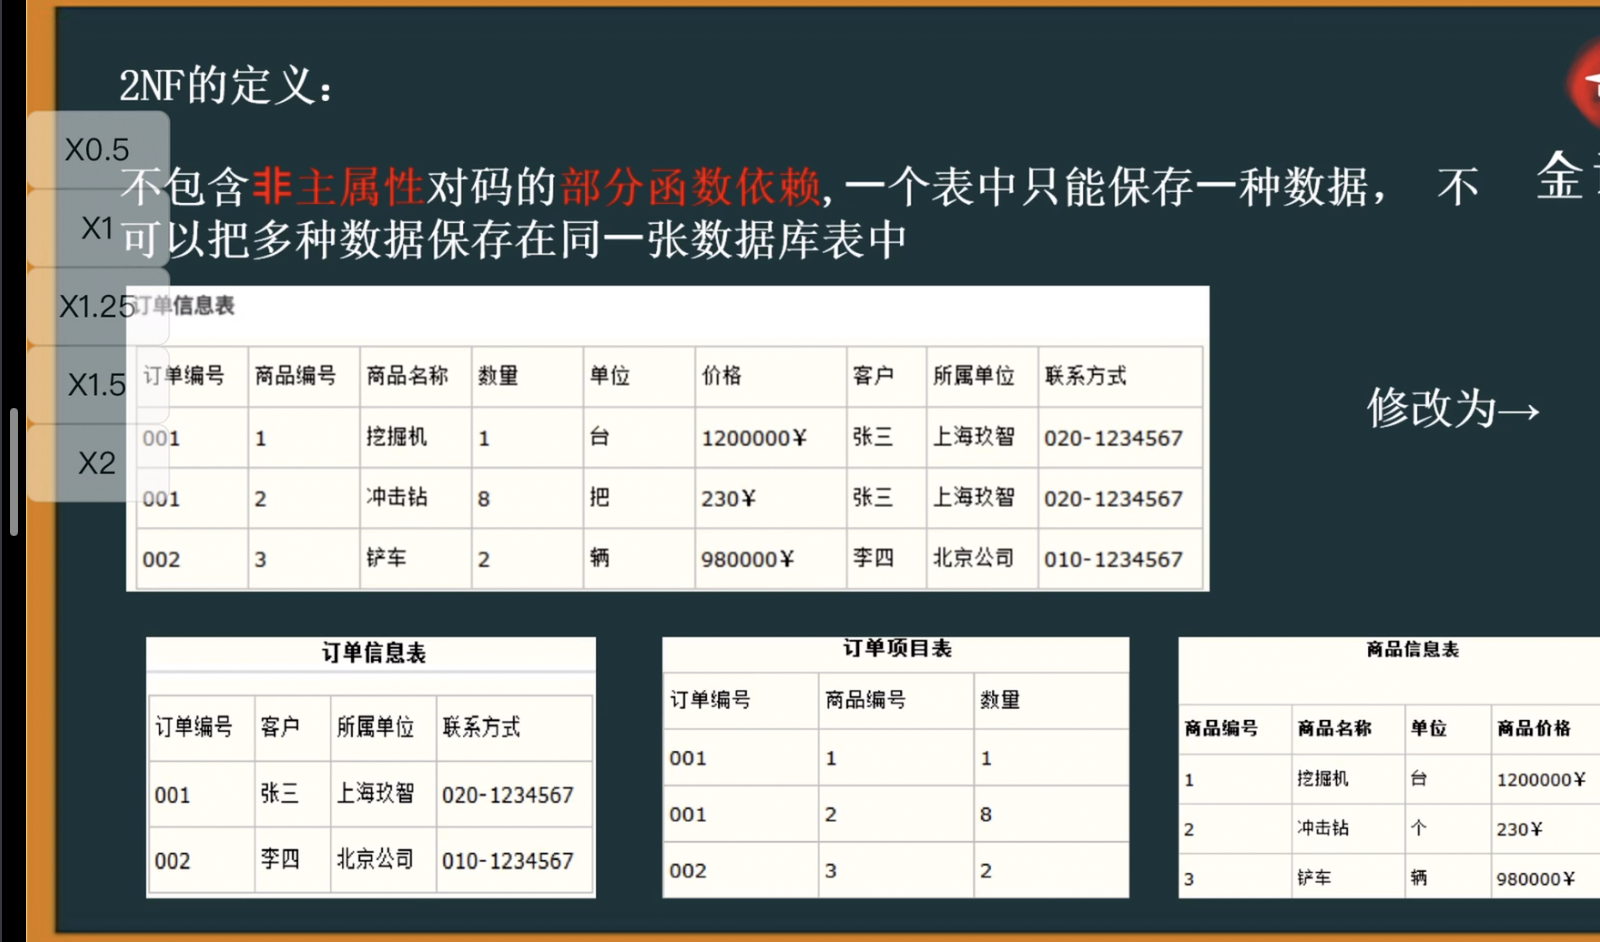 2NF的定义：
X0.5
不包含非主属性对码的部分函数依赖，一个表中只能保存一种数据， 不
金
X1
可以把多种数据保存在同一张数据库表中
X1.25
订单信息表
X1.5
订单编号 商品编号 商品名称 数量 单位 价格 客户 所属单位 联系方式
修改为→
001 1 挖掘机 1 台 1200000¥ 张三 上海玖智 020-1234567
X2
001 2 冲击钻 8 把 230¥ 张三 上海玖智 020-1234567
002 3 铲车 2 辆 980000¥ 李四 北京公司 010-1234567
订单信息表
订单编号 客户 所属单位 联系方式
001 张三 上海玖智 020-1234567
002 李四 北京公司 010-1234567
订单项目表
订单编号 商品编号 数量
001 1 1
001 2 8
002 3 2
商品信息表
商品编号 商品名称 单位 商品价格
1 挖掘机 台 1200000¥
2 冲击钻 个 230¥
3 铲车 辆 980000¥